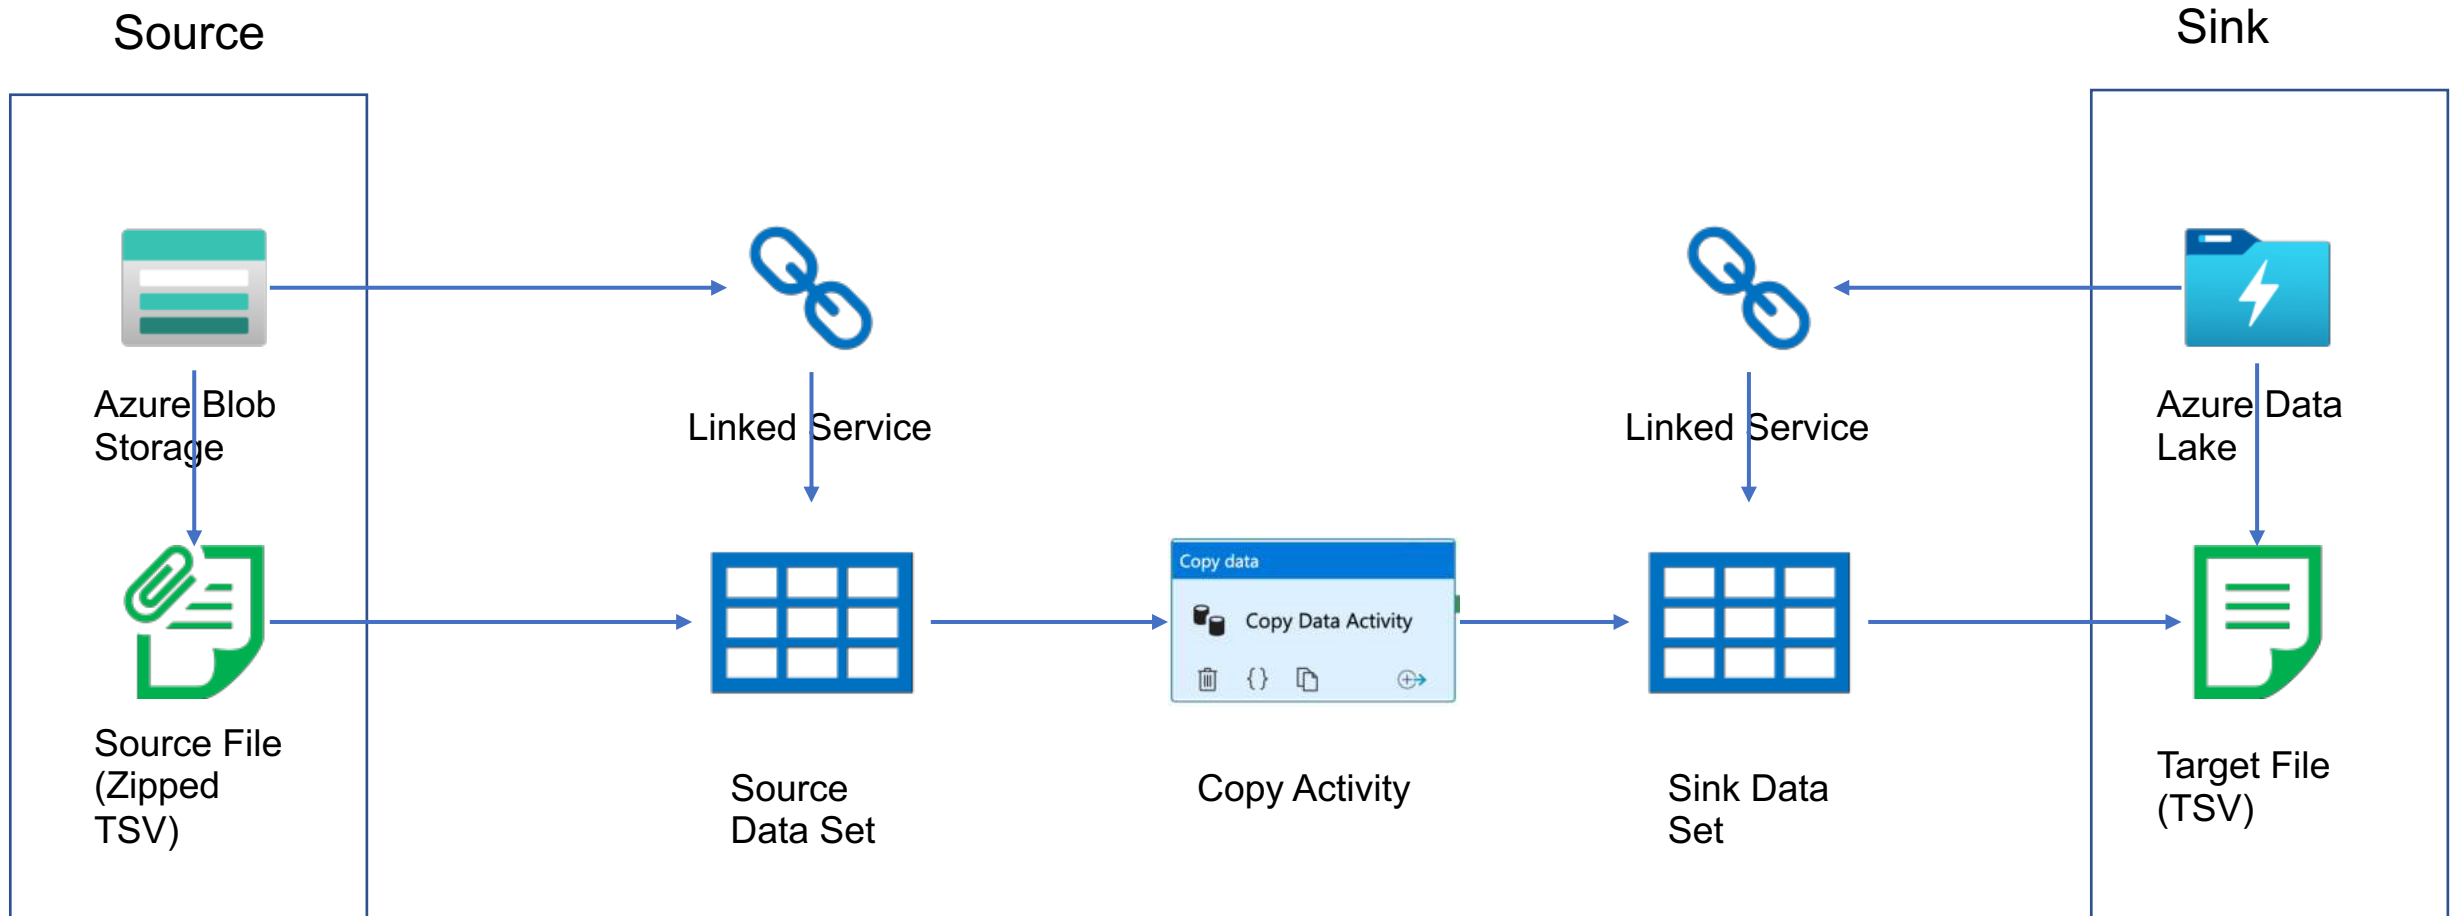 Source
Sink
Azure Blob
Storage
Linked Service
Linked Service
Azure Data
Lake
Copy data
Copy Data Activity
{}
Source File
(Zipped
TSV)
Source
Data Set
Copy Activity
Sink Data
Set
Target File
(TSV)